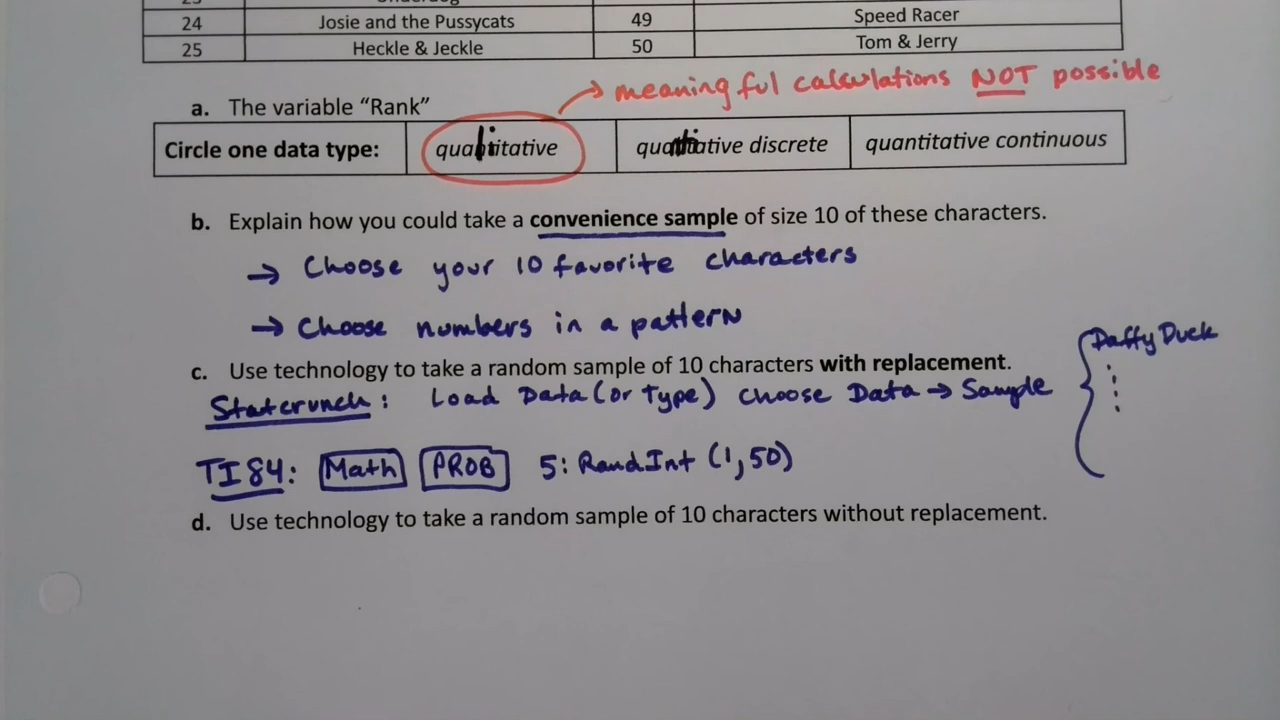 24 Josie and the Pussycats 49 Speed Racer
25 Heckle & Jeckle 50 Tom & Jerry
→ meaningful calculations NOT possible
a. The variable “Rank”
Circle one data type: qualitative quantitative discrete quantitative continuous
b. Explain how you could take a convenience sample of size 10 of these characters.
→ Choose your 10 favorite characters
→ Choose numbers in a pattern
Daffy Duck
c. Use technology to take a random sample of 10 characters with replacement.
Statcrunch: Load Data (or Type) Choose Data → Sample
TI84: Math PROB 5: RandInt (1,50)
d. Use technology to take a random sample of 10 characters without replacement.